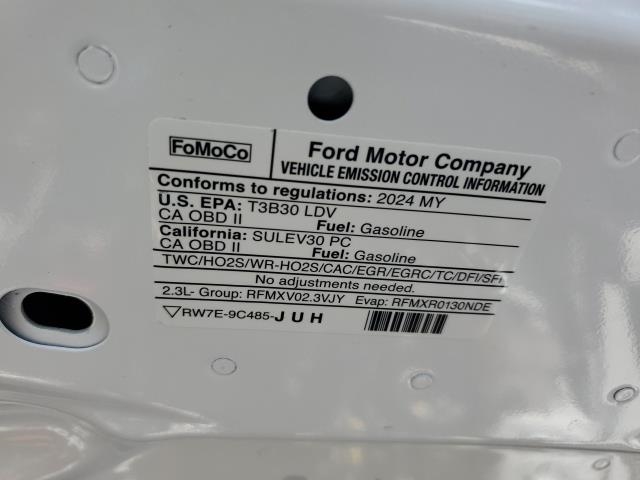 FoMoCo
Ford Motor Company
VEHICLE EMISSION CONTROL INFORMATION
Conforms to regulations: 2024 MY
U.S. EPA: T3B30 LDV
CA OBD II Fuel: Gasoline
California: SULEV30 PC
CA OBD II Fuel: Gasoline
TWC/HO2S/WR-HO2S/CAC/EGR/EGRC/TC/DFI/SFI
No adjustments needed.
2.3L- Group: RFMXV02.3VJY Evap: RFMXR0130NDE
RW7E-9C485-JUH